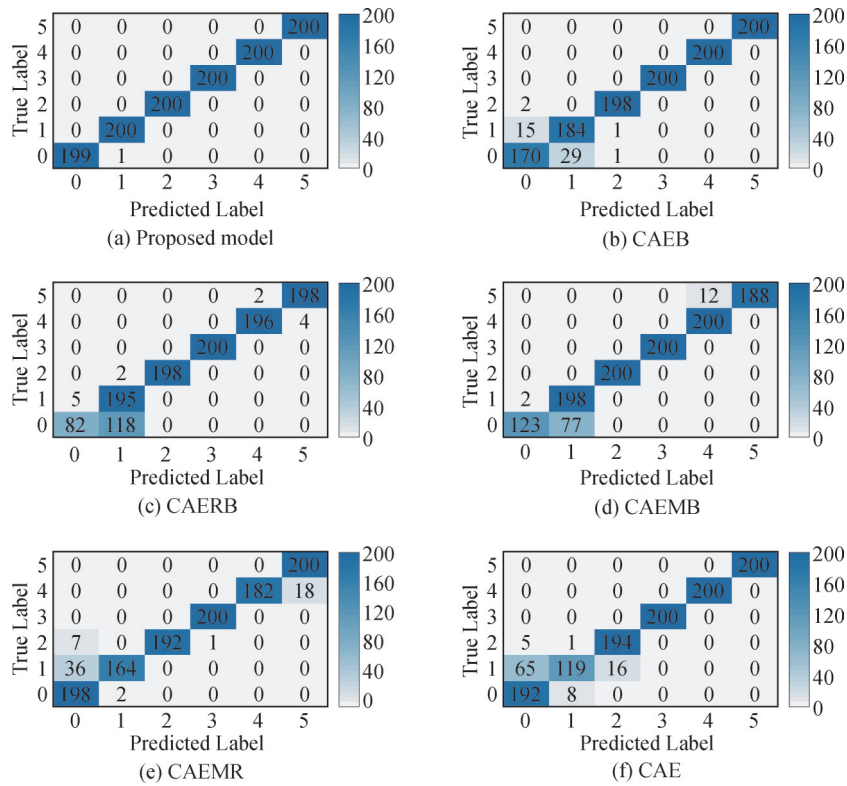 5 0 0 0 0 0 200 200
4 0 0 0 0 200 0 160
3 0 0 0 200 0 0 120
2 0 0 200 0 0 0 80
1 0 200 0 0 0 0 40
0 199 1 0 0 0 0 0
True Label
0 1 2 3 4 5
Predicted Label
(a) Proposed model
5 0 0 0 0 0 200 200
4 0 0 0 0 200 0 160
3 0 0 0 200 0 0 120
2 2 0 198 0 0 0 80
1 15 184 1 0 0 0 40
0 170 29 1 0 0 0 0
True Label
0 1 2 3 4 5
Predicted Label
(b) CAEB
5 0 0 0 0 2 198 200
4 0 0 0 0 196 4 160
3 0 0 0 200 0 0 120
2 0 2 198 0 0 0 80
1 5 195 0 0 0 0 40
0 82 118 0 0 0 0 0
True Label
0 1 2 3 4 5
Predicted Label
(c) CAERB
5 0 0 0 0 12 188 200
4 0 0 0 0 200 0 160
3 0 0 0 200 0 0 120
2 0 0 200 0 0 0 80
1 2 198 0 0 0 0 40
0 123 77 0 0 0 0 0
True Label
0 1 2 3 4 5
Predicted Label
(d) CAEMB
5 0 0 0 0 0 200 200
4 0 0 0 0 182 18 160
3 0 0 0 200 0 0 120
2 7 0 192 1 0 0 80
1 36 164 0 0 0 0 40
0 198 2 0 0 0 0 0
True Label
0 1 2 3 4 5
Predicted Label
(e) CAEMR
5 0 0 0 0 0 200 200
4 0 0 0 0 200 0 160
3 0 0 0 200 0 0 120
2 5 1 194 0 0 0 80
1 65 119 16 0 0 0 40
0 192 8 0 0 0 0 0
True Label
0 1 2 3 4 5
Predicted Label
(f) CAE